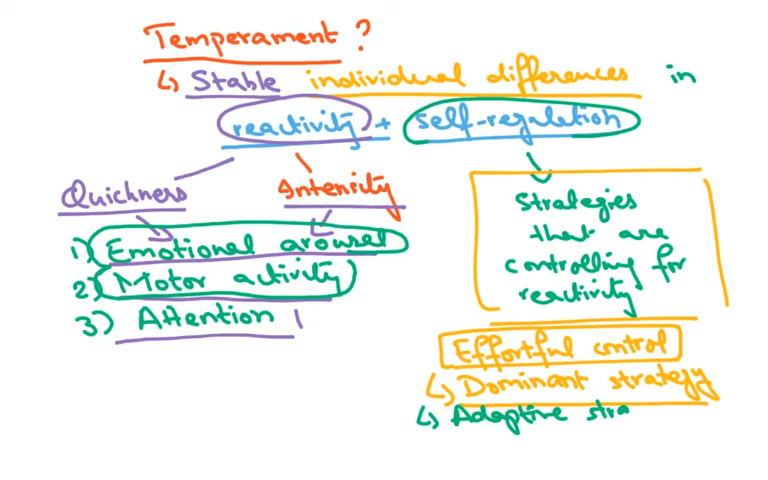 Temperament ?
↳ Stable individual differences in
reactivity + self-regulation
Quickness Intensity
1) Emotional arousal
2) Motor activity
3) Attention
Strategies
that are
controlling for
reactivity
Effortful control
↳ Dominant strategy
↳ Adaptive stra